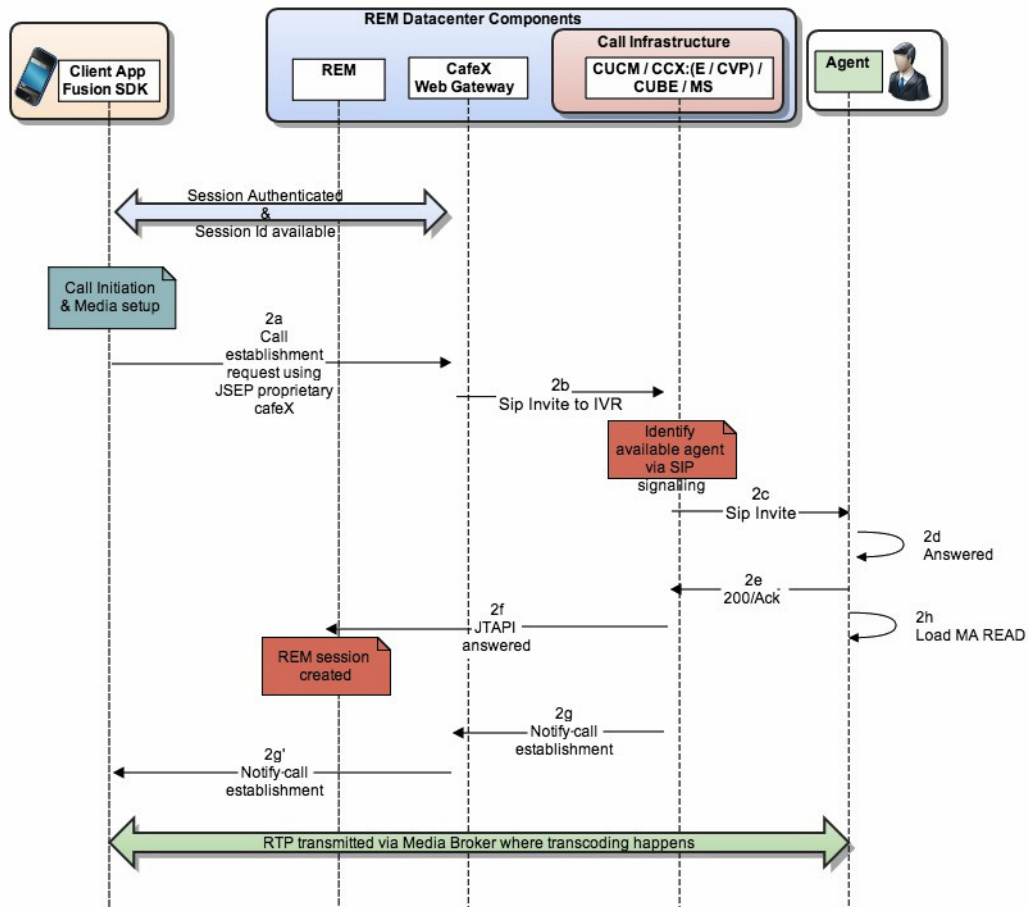 REM Datacenter Components
Call Infrastructure
Client App
Fusion SDK
REM
CafeX
Web Gateway
CUCM / CCX:(E / CVP) /
CUBE / MS
Agent
Session Authenticated
&
Session Id available
Call Initiation
& Media setup
2a
Call
establishment
request using
JSEP proprietary
cafeX
2b
Sip Invite to IVR
Identify
available agent
via SIP
signalling
2c
Sip Invite
2d
Answered
2e
200/Ack
2f
JTAPI
answered
2h
Load MA READ
REM session
created
2g
Notify call
establishment
2g'
Notify call
establishment
RTP transmitted via Media Broker where transcoding happens